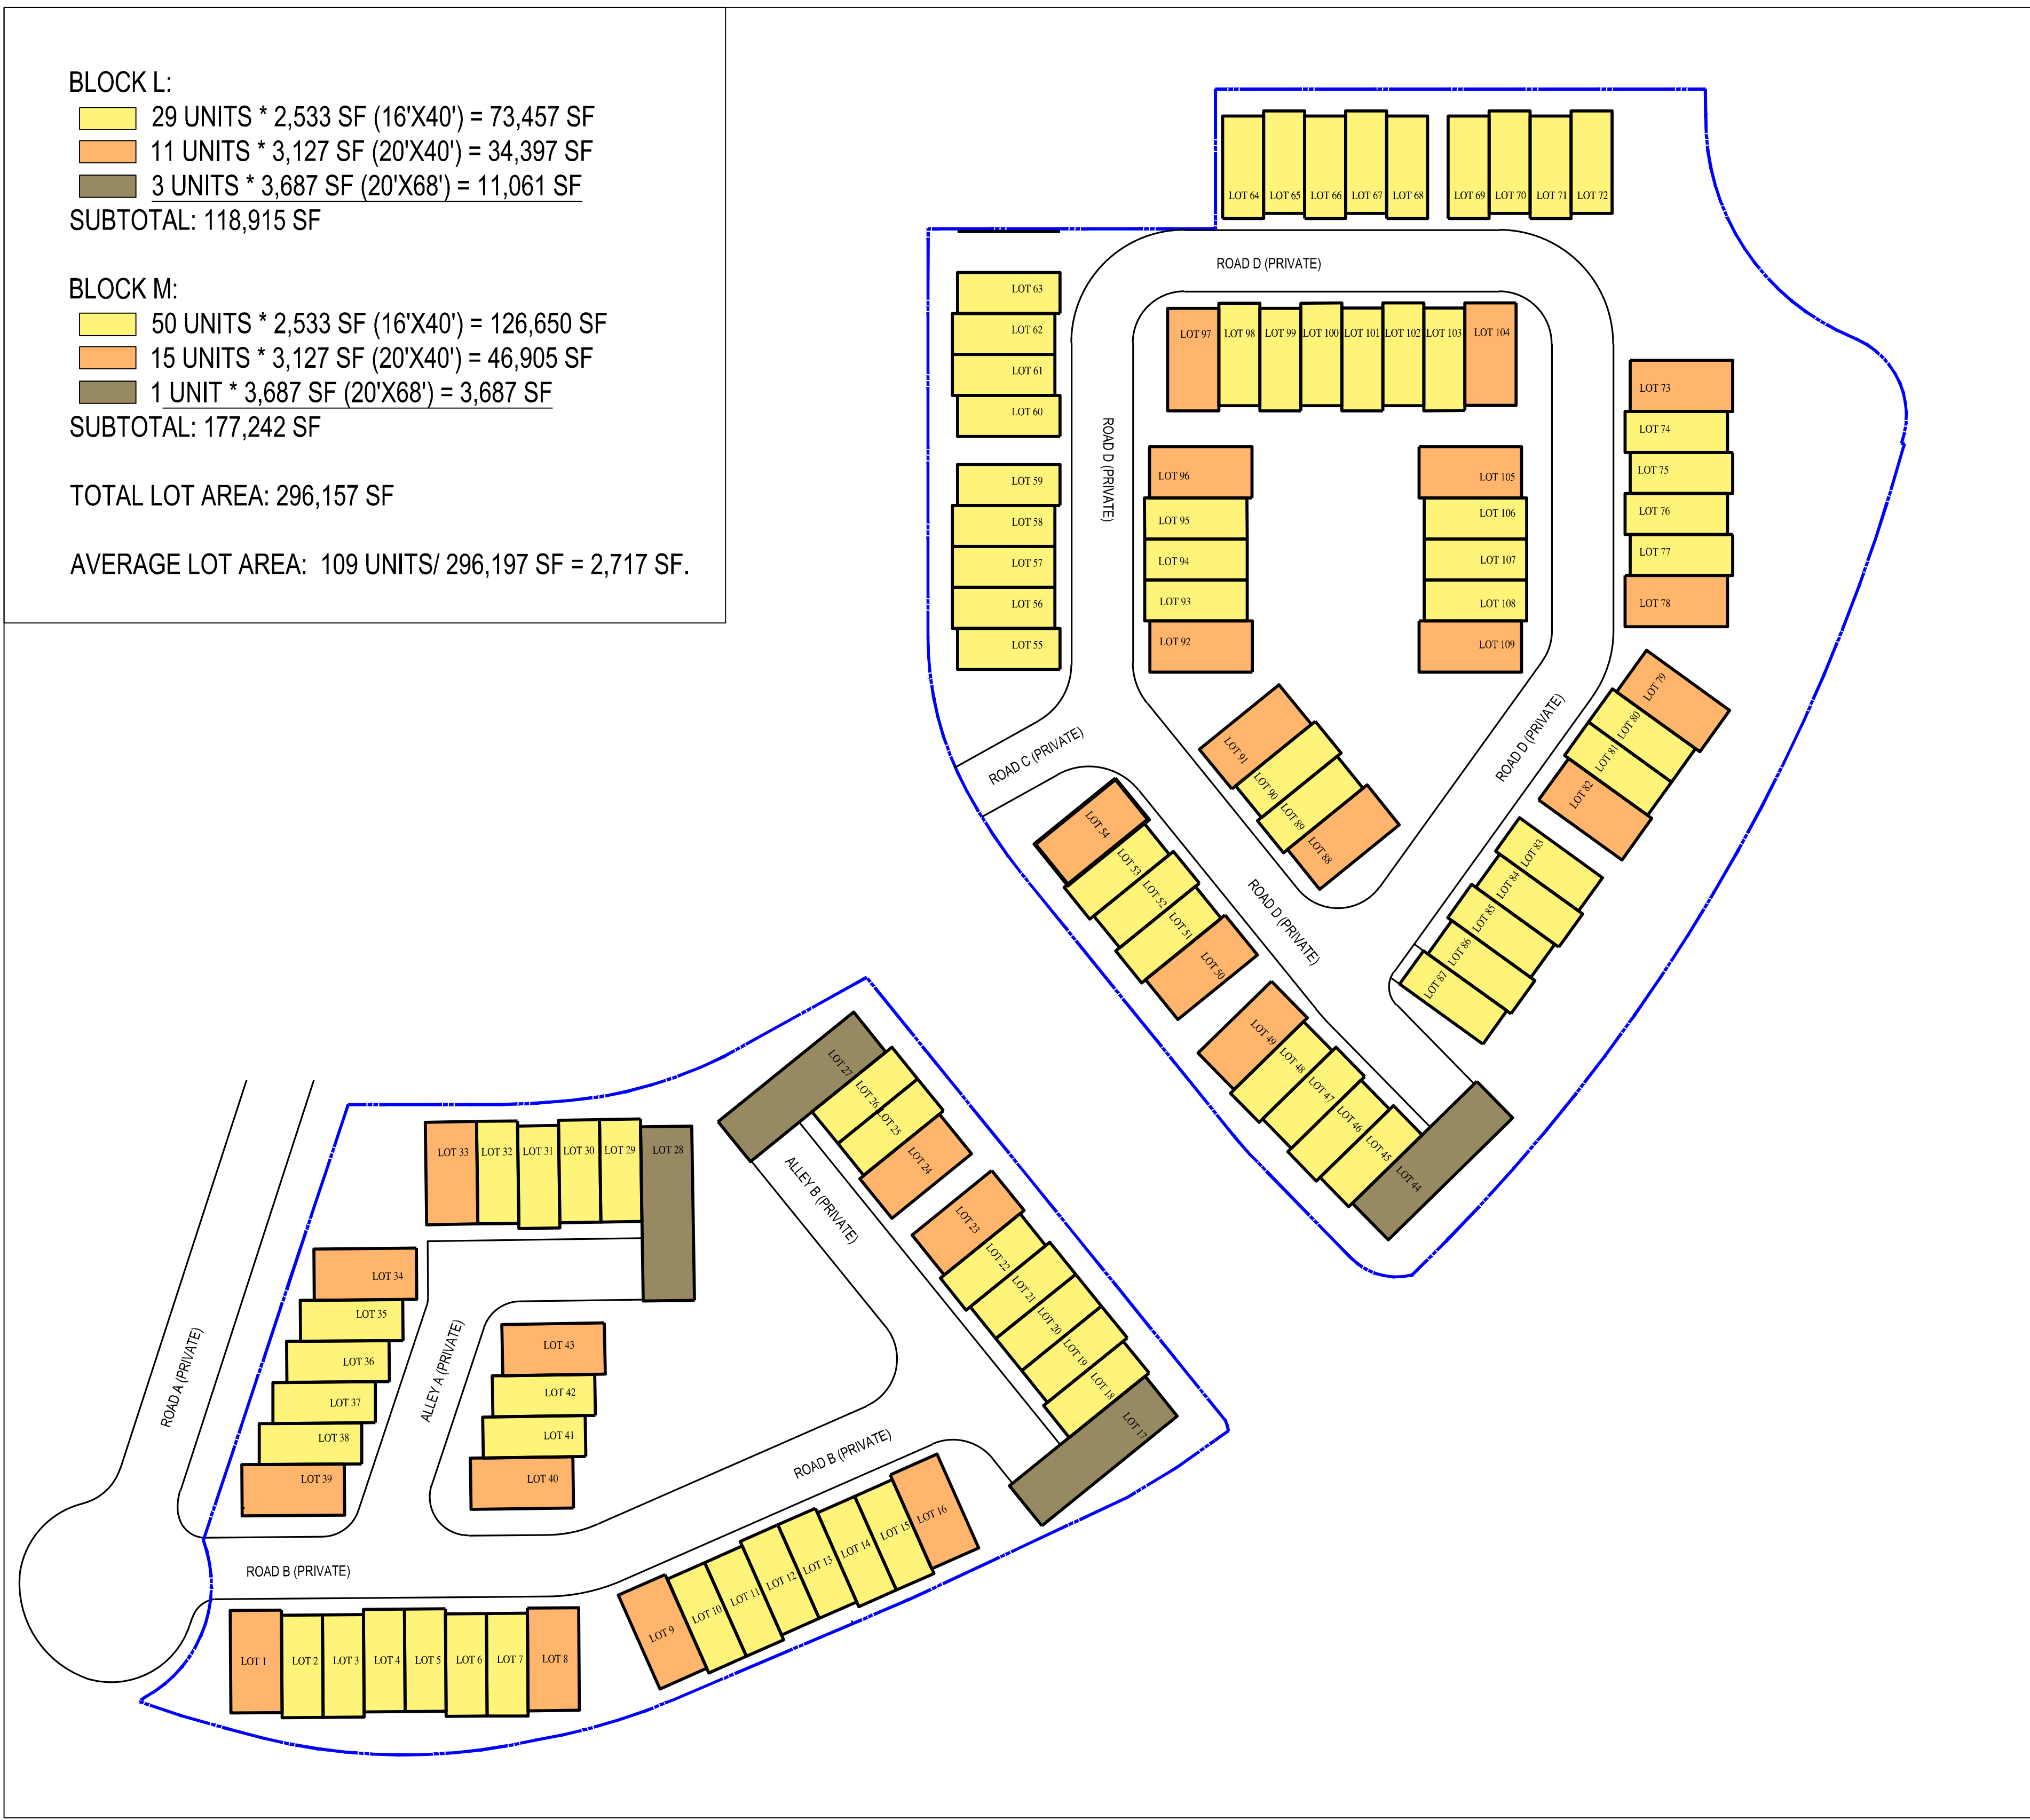 BLOCK L:
29 UNITS * 2,533 SF (16'X40') = 73,457 SF
11 UNITS * 3,127 SF (20'X40') = 34,397 SF
3 UNITS * 3,687 SF (20'X68') = 11,061 SF
SUBTOTAL: 118,915 SF
BLOCK M:
50 UNITS * 2,533 SF (16'X40') = 126,650 SF
15 UNITS * 3,127 SF (20'X40') = 46,905 SF
1 UNIT * 3,687 SF (20'X68') = 3,687 SF
SUBTOTAL: 177,242 SF
TOTAL LOT AREA: 296,157 SF
AVERAGE LOT AREA: 109 UNITS/ 296,197 SF = 2,717 SF.
LOT 64
LOT 65
LOT 66
LOT 67
LOT 68
LOT 69
LOT 70
LOT 71
LOT 72
ROAD D (PRIVATE)
LOT 63
LOT 62
LOT 61
LOT 60
LOT 59
LOT 58
LOT 57
LOT 56
LOT 55
ROAD D (PRIVATE)
LOT 97
LOT 98
LOT 99
LOT 100
LOT 101
LOT 102
LOT 103
LOT 104
LOT 96
LOT 95
LOT 94
LOT 93
LOT 92
LOT 105
LOT 106
LOT 107
LOT 108
LOT 109
LOT 73
LOT 74
LOT 75
LOT 76
LOT 77
LOT 78
LOT 79
LOT 80
LOT 81
LOT 82
ROAD D (PRIVATE)
LOT 91
LOT 90
LOT 89
LOT 88
ROAD C (PRIVATE)
LOT 83
LOT 84
LOT 85
LOT 86
LOT 87
LOT 54
LOT 53
LOT 52
LOT 51
LOT 50
ROAD D (PRIVATE)
LOT 49
LOT 48
LOT 47
LOT 46
LOT 45
LOT 44
LOT 27
LOT 26
LOT 25
LOT 24
ALLEY B (PRIVATE)
LOT 23
LOT 22
LOT 21
LOT 20
LOT 19
LOT 18
LOT 17
LOT 33
LOT 32
LOT 31
LOT 30
LOT 29
LOT 28
LOT 34
LOT 35
LOT 36
LOT 37
LOT 38
LOT 39
ROAD A (PRIVATE)
ALLEY A (PRIVATE)
LOT 43
LOT 42
LOT 41
LOT 40
ROAD B (PRIVATE)
ROAD B (PRIVATE)
LOT 1
LOT 2
LOT 3
LOT 4
LOT 5
LOT 6
LOT 7
LOT 8
LOT 9
LOT 10
LOT 11
LOT 12
LOT 13
LOT 14
LOT 15
LOT 16